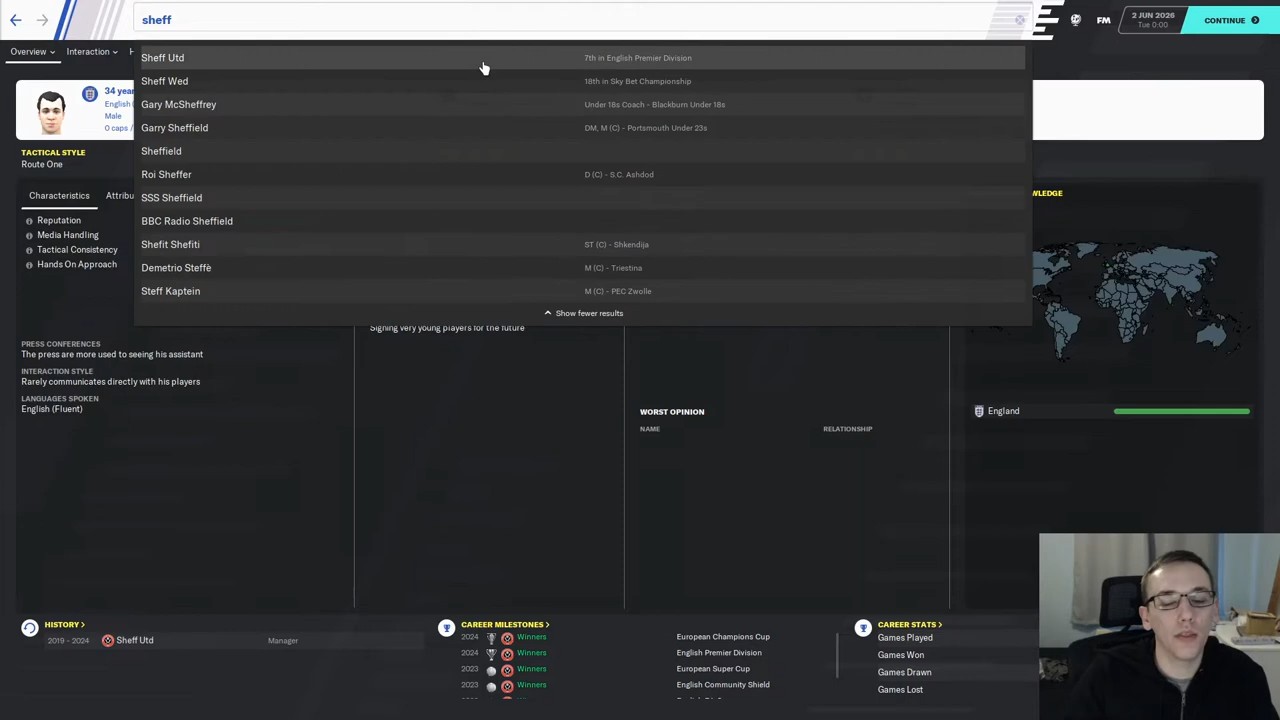 sheff
2 JUN 2026
Tue 0:00
FM
CONTINUE
Overview
Interaction
H
Sheff Utd
7th in English Premier Division
Sheff Wed
18th in Sky Bet Championship
Gary McSheffrey
Under 18s Coach - Blackburn Under 18s
Garry Sheffield
DM, M (C) - Portsmouth Under 23s
Sheffield
Roi Sheffer
D (C) - S.C. Ashdod
SSS Sheffield
BBC Radio Sheffield
Shefit Shefiti
ST (C) - Shkendija
Demetrio Steffè
M (C) - Triestina
Steff Kaptein
M (C) - PEC Zwolle
Show fewer results
34 year
English (
Male
0 caps /
TACTICAL STYLE
Route One
Characteristics
Attribu
Reputation
Media Handling
Tactical Consistency
Hands On Approach
Signing very young players for the future
PRESS CONFERENCES
The press are more used to seeing his assistant
INTERACTION STYLE
Rarely communicates directly with his players
LANGUAGES SPOKEN
English (Fluent)
WORST OPINION
NAME
RELATIONSHIP
WLEDGE
England
HISTORY >
2019 - 2024
Sheff Utd
Manager
CAREER MILESTONES >
2024
Winners
European Champions Cup
2024
Winners
English Premier Division
2023
Winners
European Super Cup
2023
Winners
English Community Shield
CAREER STATS >
Games Played
Games Won
Games Drawn
Games Lost